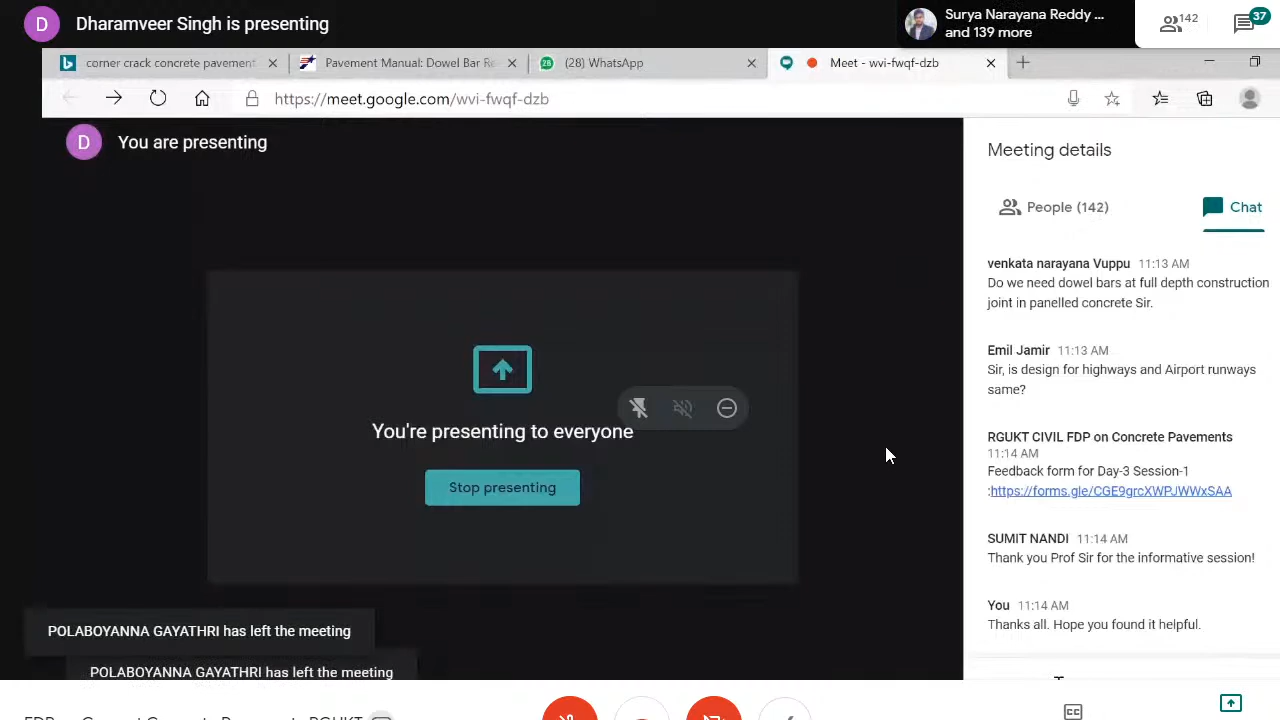 D Dharamveer Singh is presenting
Surya Narayana Reddy ...
and 139 more
142
37
corner crack concrete pavement
Pavement Manual: Dowel Bar Re
(28) WhatsApp
Meet - wvi-fwqf-dzb
https://meet.google.com/wvi-fwqf-dzb
D You are presenting
You're presenting to everyone
Stop presenting
Meeting details
People (142)
Chat
venkata narayana Vuppu 11:13 AM
Do we need dowel bars at full depth construction
joint in panelled concrete Sir.
Emil Jamir 11:13 AM
Sir, is design for highways and Airport runways
same?
RGUKT CIVIL FDP on Concrete Pavements
11:14 AM
Feedback form for Day-3 Session-1
:https://forms.gle/CGE9grcXWPJWWxSAA
SUMIT NANDI 11:14 AM
Thank you Prof Sir for the informative session!
You 11:14 AM
Thanks all. Hope you found it helpful.
POLABOYANNA GAYATHRI has left the meeting
POLABOYANNA GAYATHRI has left the meeting
CC